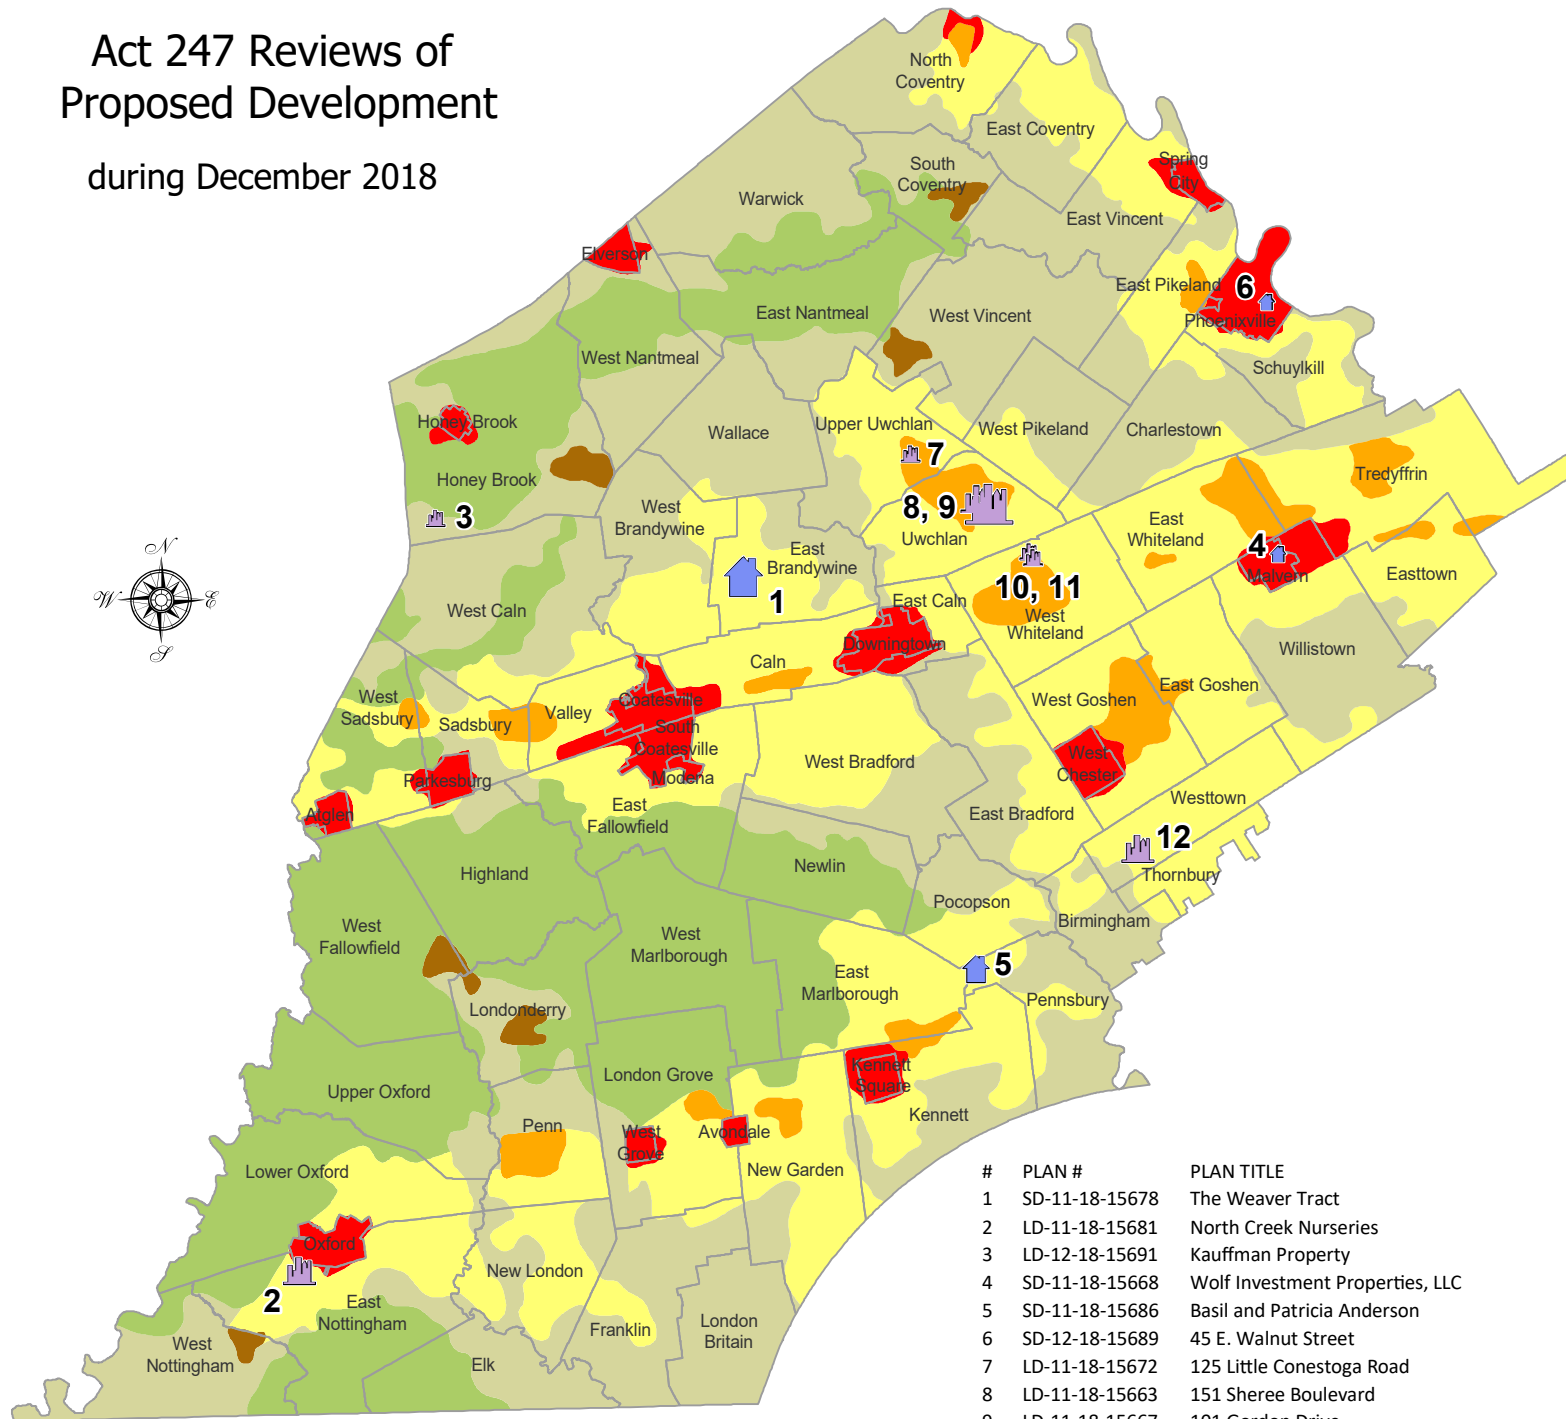 Act 247 Reviews of
Proposed Development
during December 2018
North
Coventry
East Coventry
Spring
City
South
Coventry
Warwick
East Vincent
Elverson
East Pikeland
6
Phoenixville
East Nantmeal
West Vincent
West Nantmeal
Schuylkill
Honey Brook
Upper Uwchlan
West Pikeland
Charlestown
Wallace
7
Tredyffrin
Honey Brook
8, 9
West
Brandywine
3
East
Whiteland
Uwchlan
4
Malvern
Easttown
East
Brandywine
10, 11
1
N
W
E
S
West Caln
East Caln
West
Whiteland
Downingtown
Willistown
Caln
West
Sadsbury
Sadsbury
Valley
Coatesville
South
Coatesville
Modena
West Goshen
East Goshen
West Bradford
West
Chester
Parkesburg
Atglen
East
Fallowfield
East Bradford
Westtown
12
Highland
Newlin
Thornbury
Pocopson
Birmingham
West
Fallowfield
West
Marlborough
East
Marlborough
5
Pennsbury
Londonderry
London Grove
Kennett
Square
Upper Oxford
Kennett
Penn
West
Grove
Avondale
New Garden
Lower Oxford
Oxford
New London
2
East
Nottingham
Franklin
London
Britain
West
Nottingham
Elk
# PLAN # PLAN TITLE
1 SD-11-18-15678 The Weaver Tract
2 LD-11-18-15681 North Creek Nurseries
3 LD-12-18-15691 Kauffman Property
4 SD-11-18-15668 Wolf Investment Properties, LLC
5 SD-11-18-15686 Basil and Patricia Anderson
6 SD-12-18-15689 45 E. Walnut Street
7 LD-11-18-15672 125 Little Conestoga Road
8 LD-11-18-15663 151 Sheree Boulevard
9 LD-11-18-15667 101 Gordon Drive